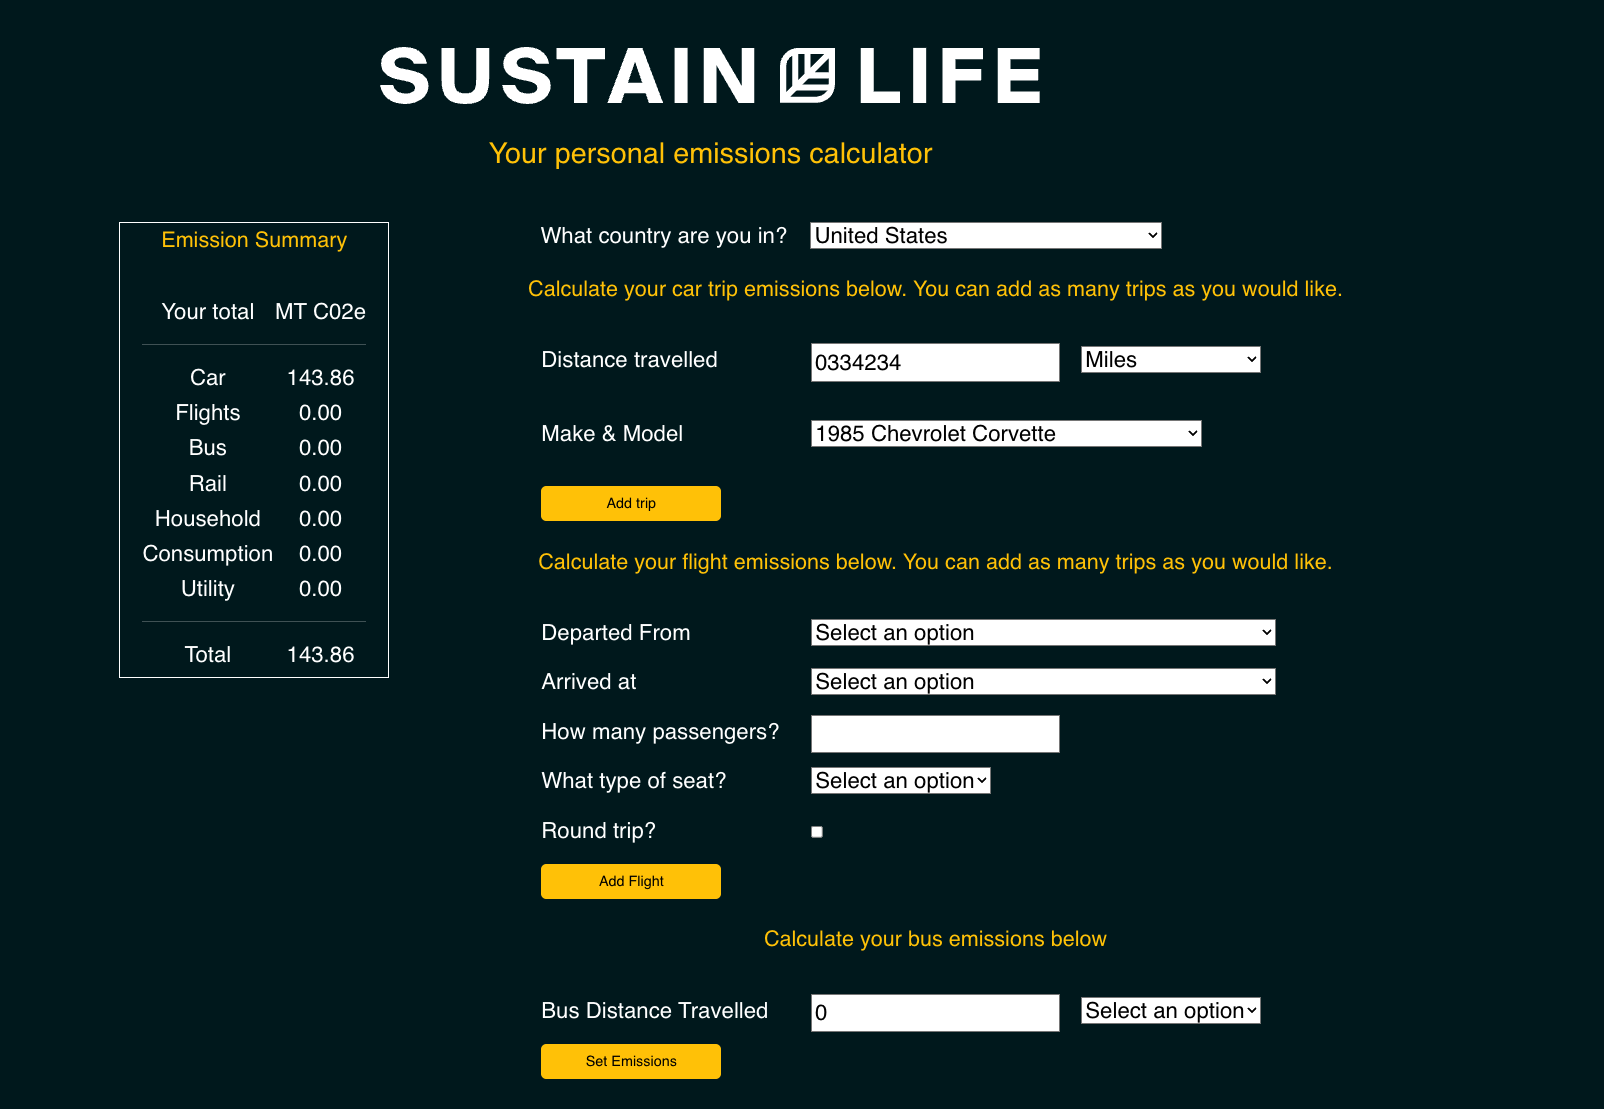 SUSTAIN LIFE
Your personal emissions calculator
Emission Summary
Your total MT C02e
Car 143.86
Flights 0.00
Bus 0.00
Rail 0.00
Household 0.00
Consumption 0.00
Utility 0.00
Total 143.86
What country are you in? United States
Calculate your car trip emissions below. You can add as many trips as you would like.
Distance travelled 0334234 Miles
Make & Model 1985 Chevrolet Corvette
Add trip
Calculate your flight emissions below. You can add as many trips as you would like.
Departed From Select an option
Arrived at Select an option
How many passengers?
What type of seat? Select an option
Round trip?
Add Flight
Calculate your bus emissions below
Bus Distance Travelled 0 Select an option
Set Emissions